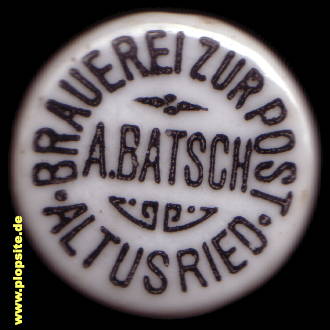 · BRAUEREI ZUR POST ·
A. BATSCH
ALTUSRIED
www.plopsite.de